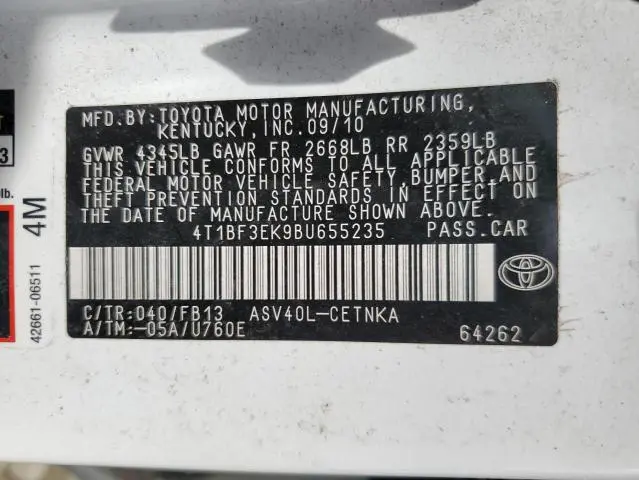 MFD.BY:TOYOTA MOTOR MANUFACTURING,
KENTUCKY,INC.09/10
GVWR 4345LB GAWR FR 2668LB RR 2359LB
THIS VEHICLE CONFORMS TO ALL APPLICABLE
FEDERAL MOTOR VEHICLE SAFETY,BUMPER,AND
THEFT PREVENTION STANDARDS IN EFFECT ON
THE DATE OF MANUFACTURE SHOWN ABOVE.
4T1BF3EK9BU655235 PASS.CAR
C/TR:040/FB13 ASV40L-CETNKA
A/TM:-05A/U760E 64262
T
3
lb.
4M
42661-06511